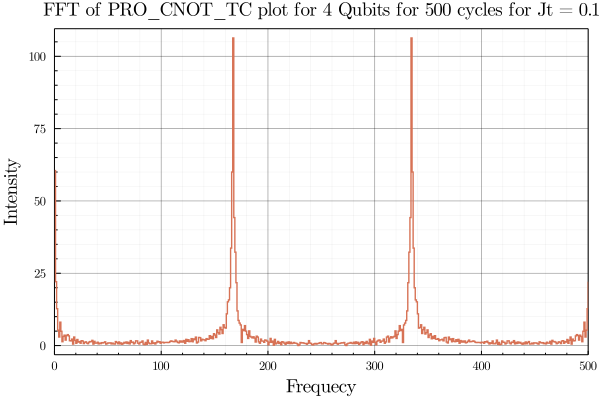 FFT of PRO_CNOT_TC plot for 4 Qubits for 500 cycles for Jt = 0.1
100
75
50
25
0
Intensity
0 100 200 300 400 500
Frequecy